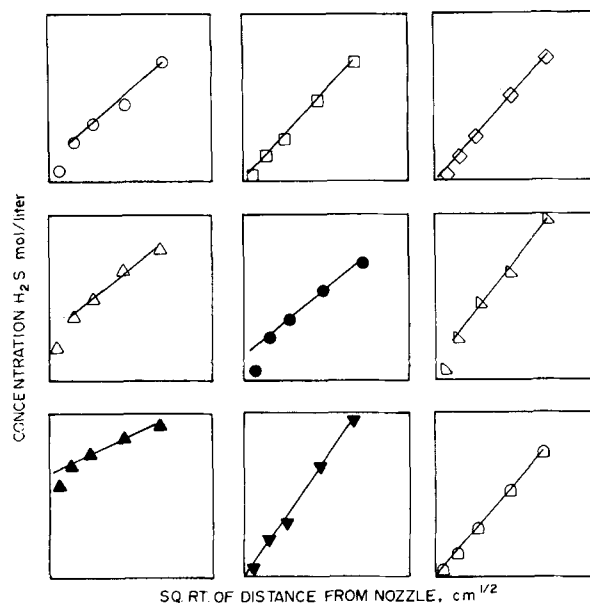 CONCENTRATION H₂S mol/liter
SQ. RT. OF DISTANCE FROM NOZZLE, cm^1/2